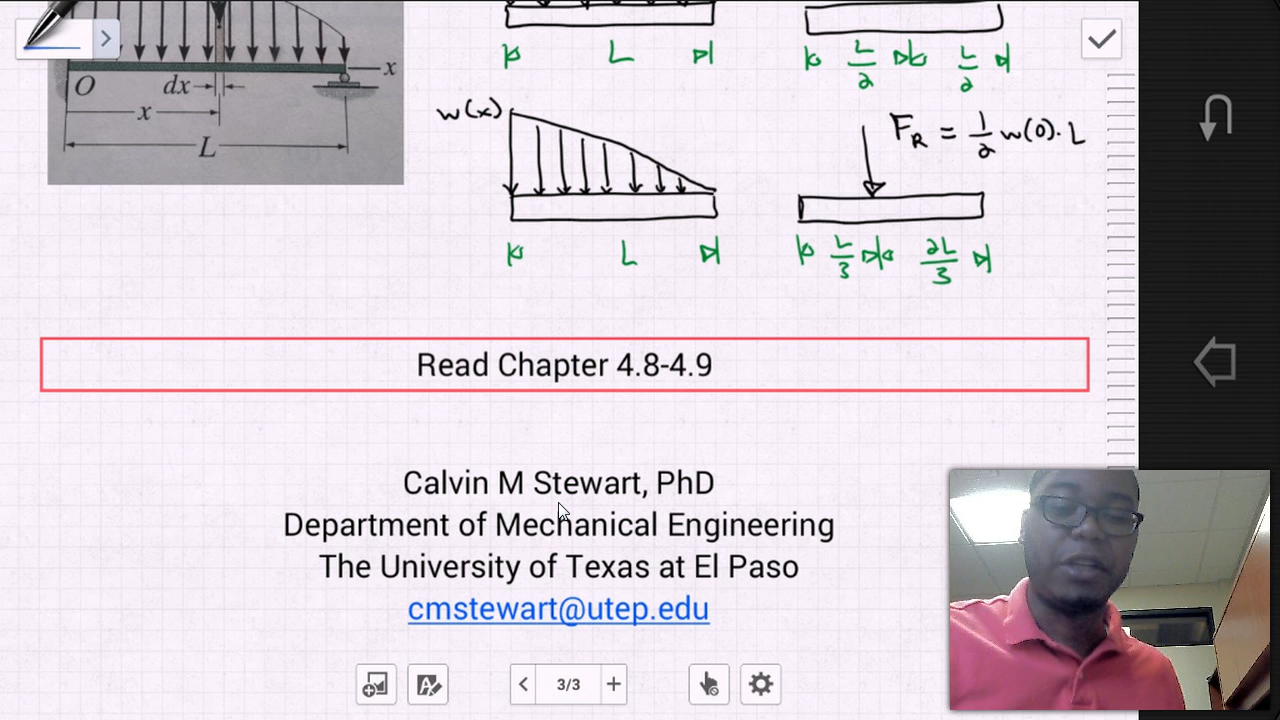 O
dx
x
x
L
L
L/2 L/2
w(x)
F_R = 1/2 w(0) · L
L
L/3 2L/3
Read Chapter 4.8-4.9
Calvin M Stewart, PhD
Department of Mechanical Engineering
The University of Texas at El Paso
cmstewart@utep.edu
3/3